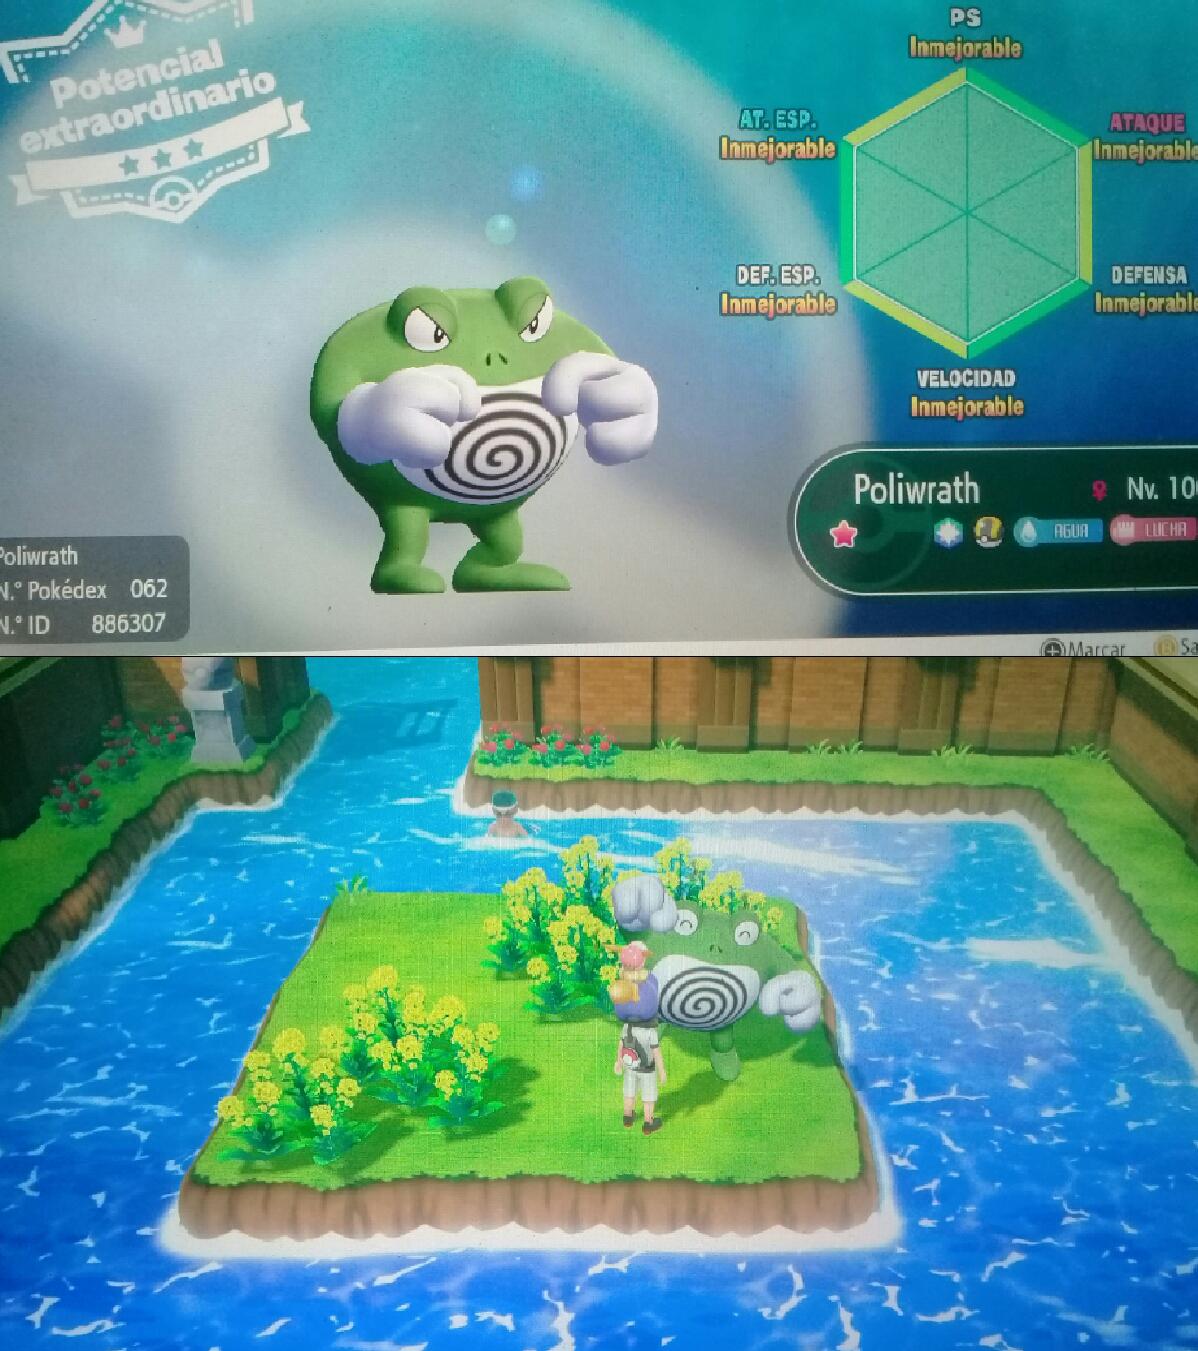 Potencial
extraordinario
PS
Inmejorable
AT. ESP.
Inmejorable
ATAQUE
Inmejorable
DEF. ESP.
Inmejorable
DEFENSA
Inmejorable
VELOCIDAD
Inmejorable
Poliwrath
Nv. 100
AGUA
LUCHA
Poliwrath
N.° Pokédex 062
N.° ID 886307
Marcar